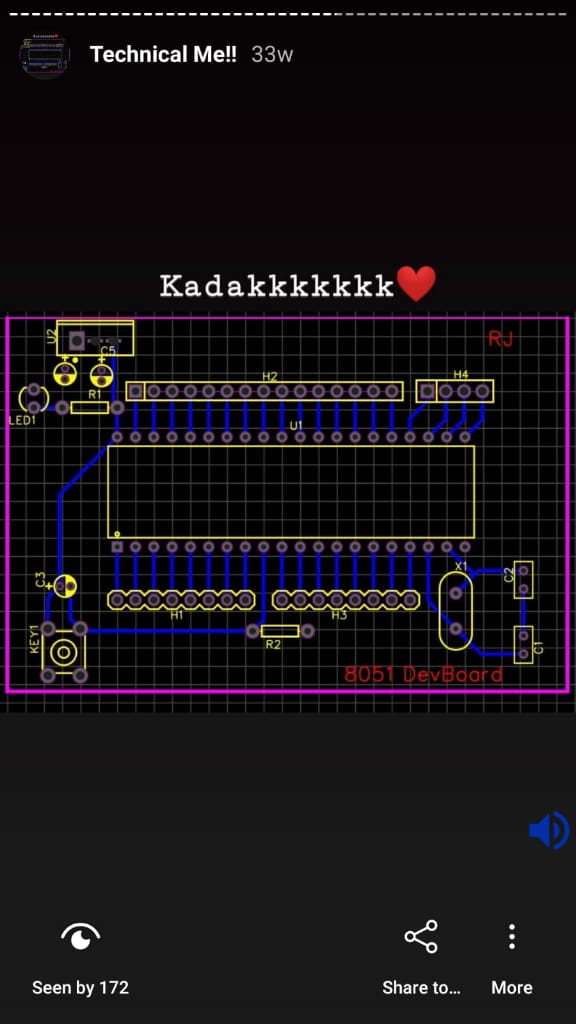 Technical Me!! 33w
Kadakkkkkkk❤️
RJ
U2
C5
H2
H4
R1
LED1
U1
C3
X1
C2
H1
H3
KEY1
R2
C1
8051 DevBoard
Seen by 172
Share to...
More